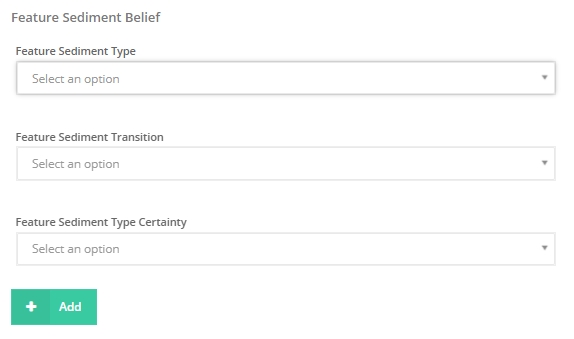 Feature Sediment Belief
Feature Sediment Type
Select an option
Feature Sediment Transition
Select an option
Feature Sediment Type Certainty
Select an option
Add